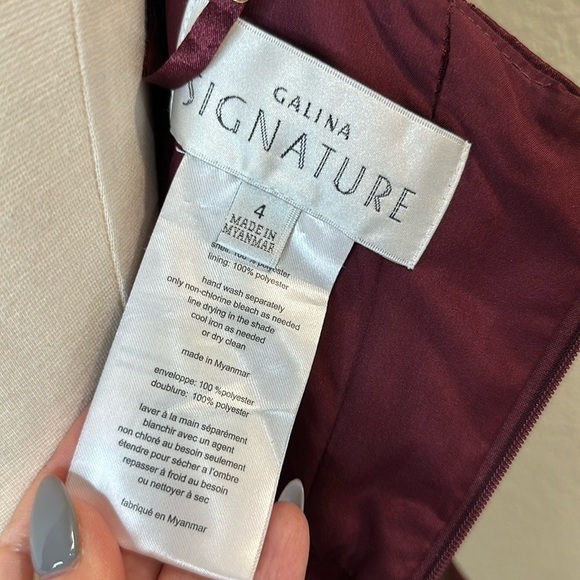 GALINA
SIGNATURE
4
MADE IN
MYANMAR
shell: 100 % polyester
lining: 100% polyester
hand wash separately
only non-chlorine bleach as needed
line drying in the shade
cool iron as needed
or dry clean
made in Myanmar
enveloppe: 100 %polyester
doublure: 100% polyester
laver à la main séparément
blanchir avec un agent
non chloré au besoin seulement
étendre pour sécher a l'ombre
repasser à froid au besoin
ou nettoyer à sec
fabriqué en Myanmar